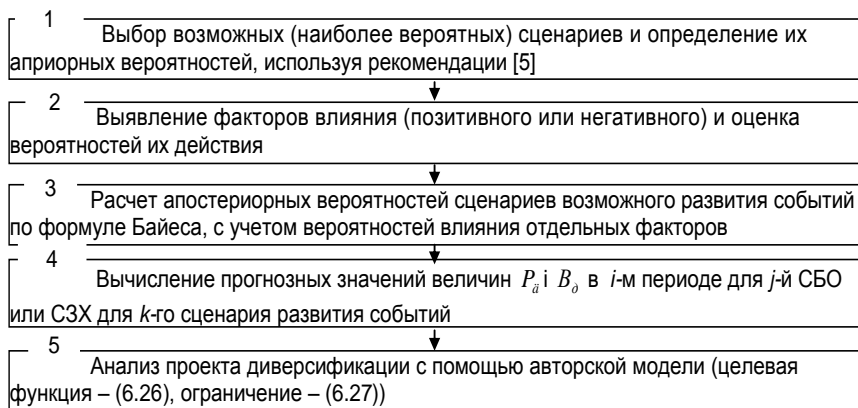 1
Выбор возможных (наиболее вероятных) сценариев и определение их
априорных вероятностей, используя рекомендации [5]
2
Выявление факторов влияния (позитивного или негативного) и оценка
вероятностей их действия
3
Расчет апостериорных вероятностей сценариев возможного развития событий
по формуле Байеса, с учетом вероятностей влияния отдельных факторов
4
Вычисление прогнозных значений величин P_ä і B_∂ в i-м периоде для j-й СБО
или СЗХ для k-го сценария развития событий
5
Анализ проекта диверсификации с помощью авторской модели (целевая
функция – (6.26), ограничение – (6.27))